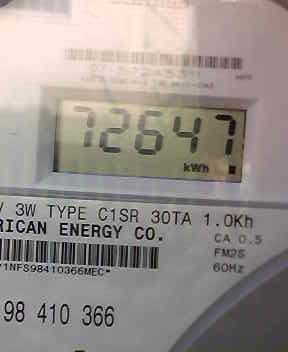 72647
kWh
V 3W TYPE C1SR 30TA 1.0Kh
RICAN ENERGY CO.
CA 0.5
FM2S
60Hz
Y1NFS98410366MEC*
98 410 366